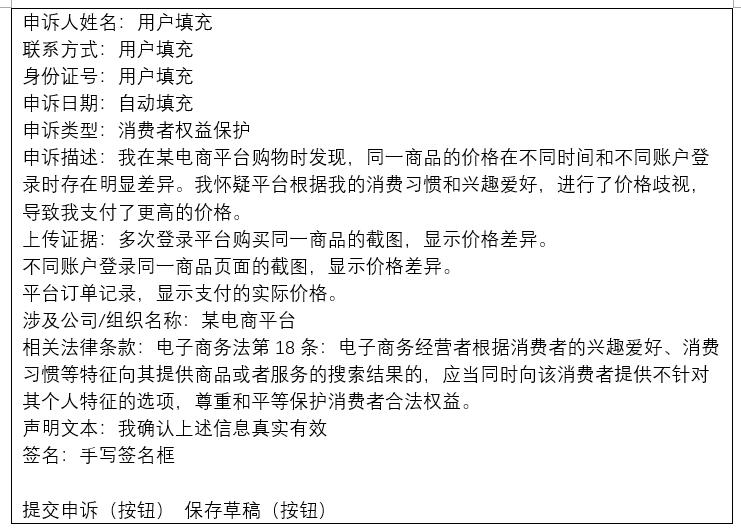 申诉人姓名：用户填充
联系方式：用户填充
身份证号：用户填充
申诉日期：自动填充
申诉类型：消费者权益保护
申诉描述：我在某电商平台购物时发现，同一商品的价格在不同时间和不同账户登
录时存在明显差异。我怀疑平台根据我的消费习惯和兴趣爱好，进行了价格歧视，
导致我支付了更高的价格。
上传证据：多次登录平台购买同一商品的截图，显示价格差异。
不同账户登录同一商品页面的截图，显示价格差异。
平台订单记录，显示支付的实际价格。
涉及公司/组织名称：某电商平台
相关法律条款：电子商务法第 18 条：电子商务经营者根据消费者的兴趣爱好、消费
习惯等特征向其提供商品或者服务的搜索结果的，应当同时向该消费者提供不针对
其个人特征的选项，尊重和平等保护消费者合法权益。
声明文本：我确认上述信息真实有效
签名：手写签名框
提交申诉（按钮） 保存草稿（按钮）